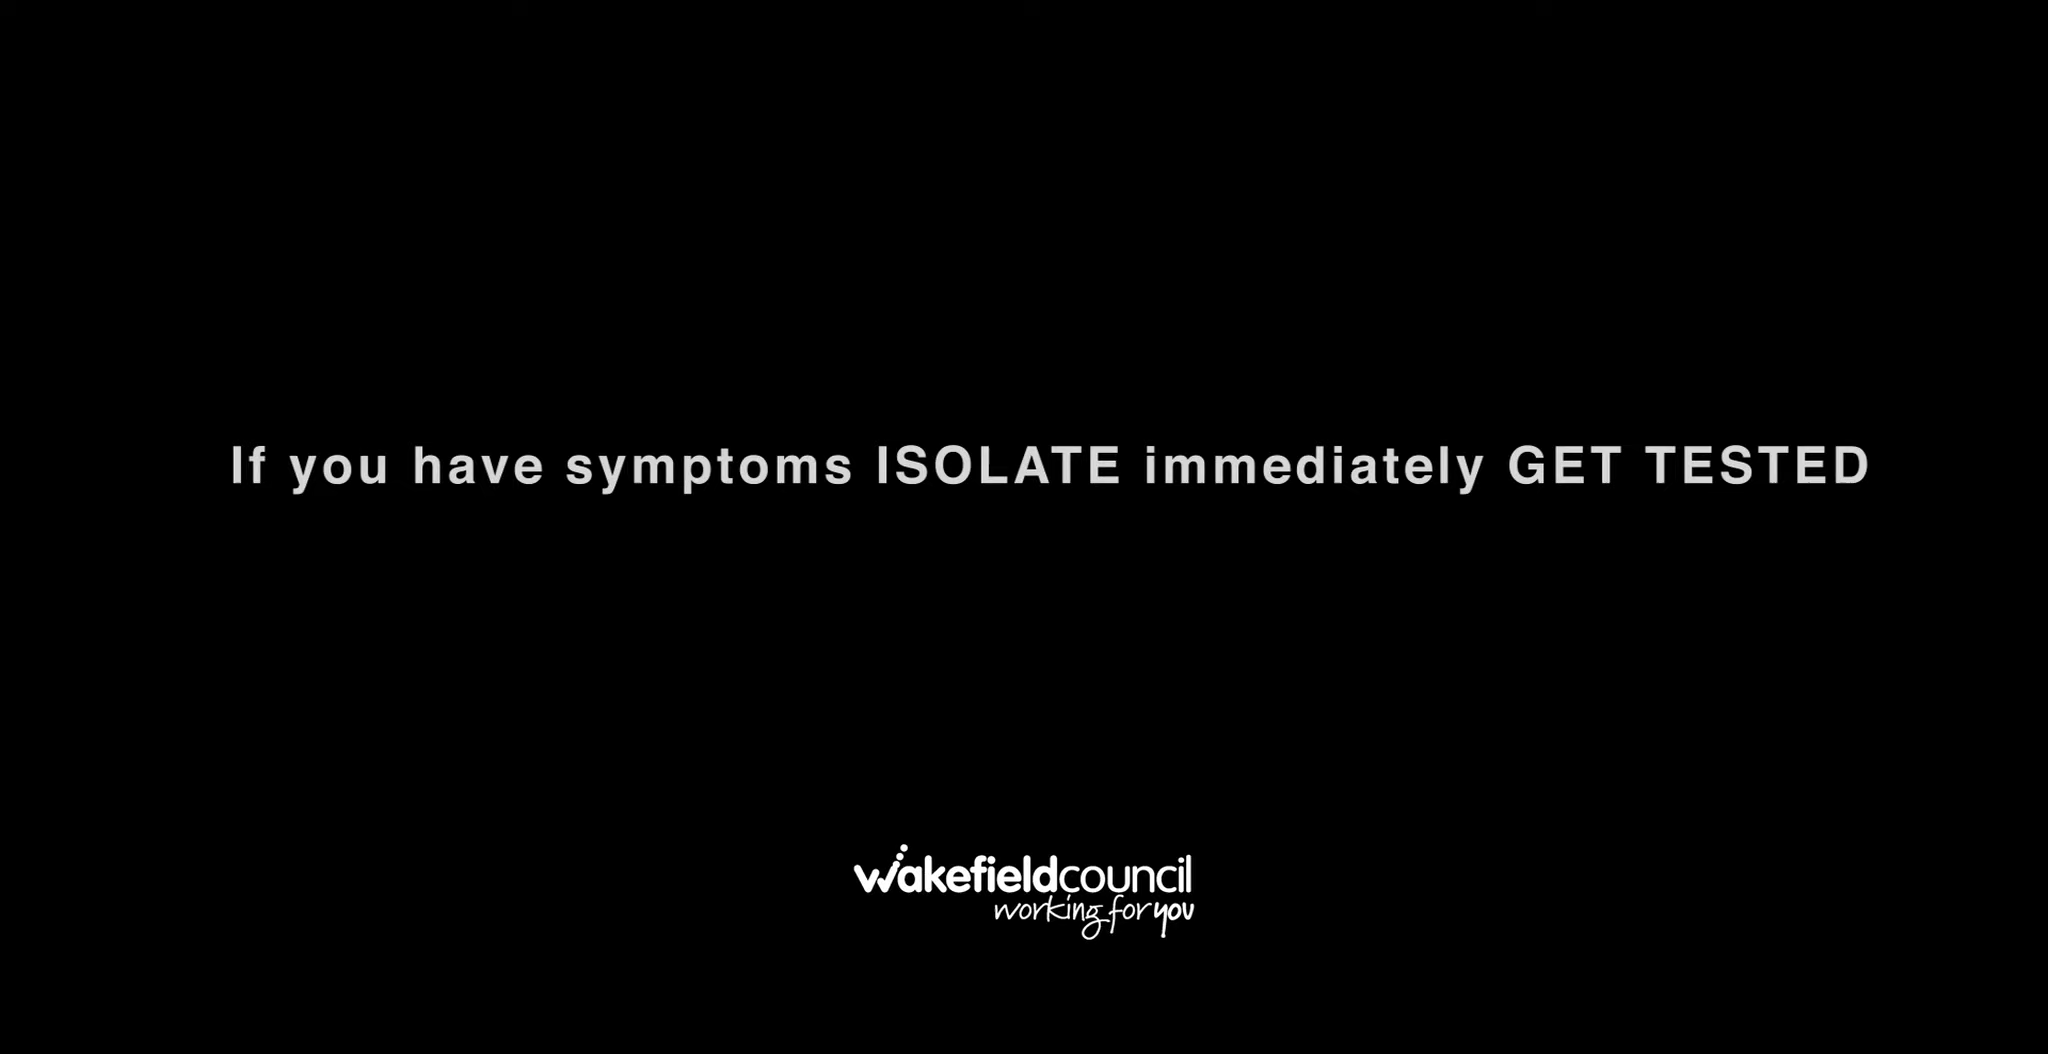 If you have symptoms ISOLATE immediately GET TESTED
wakefieldcouncil
working for you